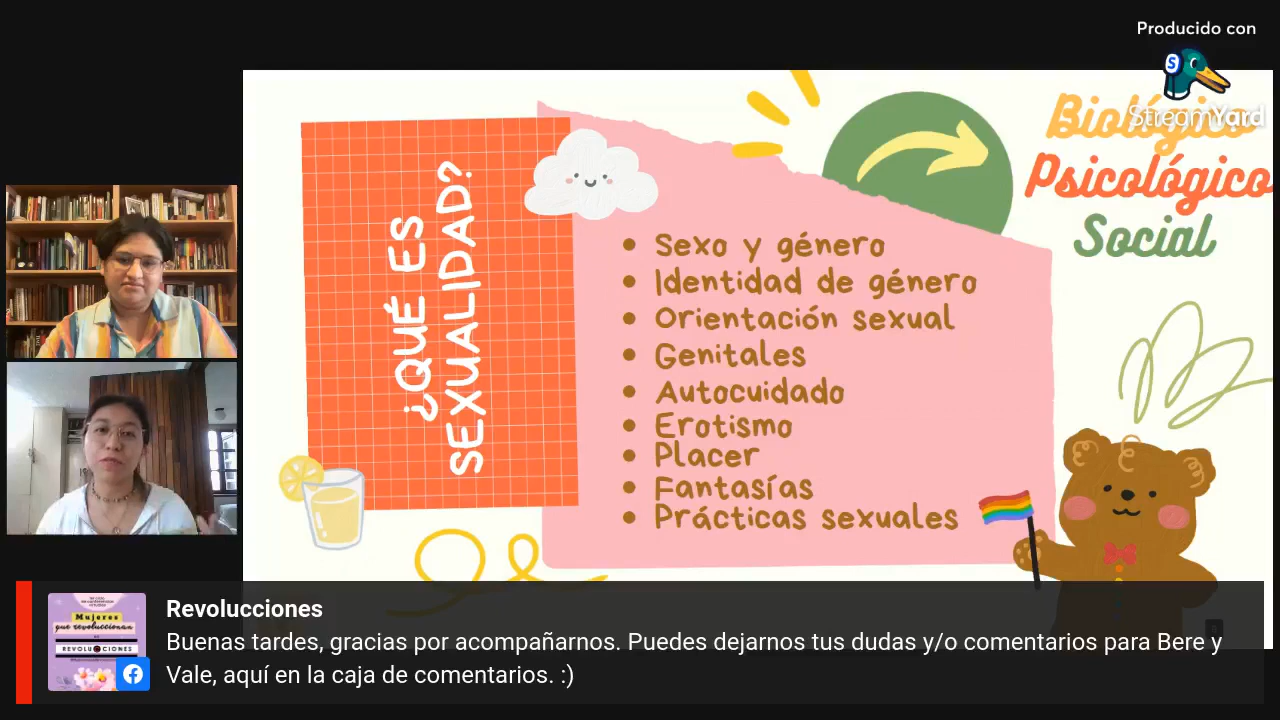 Producido con
StreamYard
Biológico
Psicológico
Social
¿QUÉ ES
SEXUALIDAD?
Sexo y género
Identidad de género
Orientación sexual
Genitales
Autocuidado
Erotismo
Placer
Fantasías
Prácticas sexuales
Mujeres
que revolucionan
REVOLUCIONES
Revolucciones
Buenas tardes, gracias por acompañarnos. Puedes dejarnos tus dudas y/o comentarios para Bere y
Vale, aquí en la caja de comentarios. :)